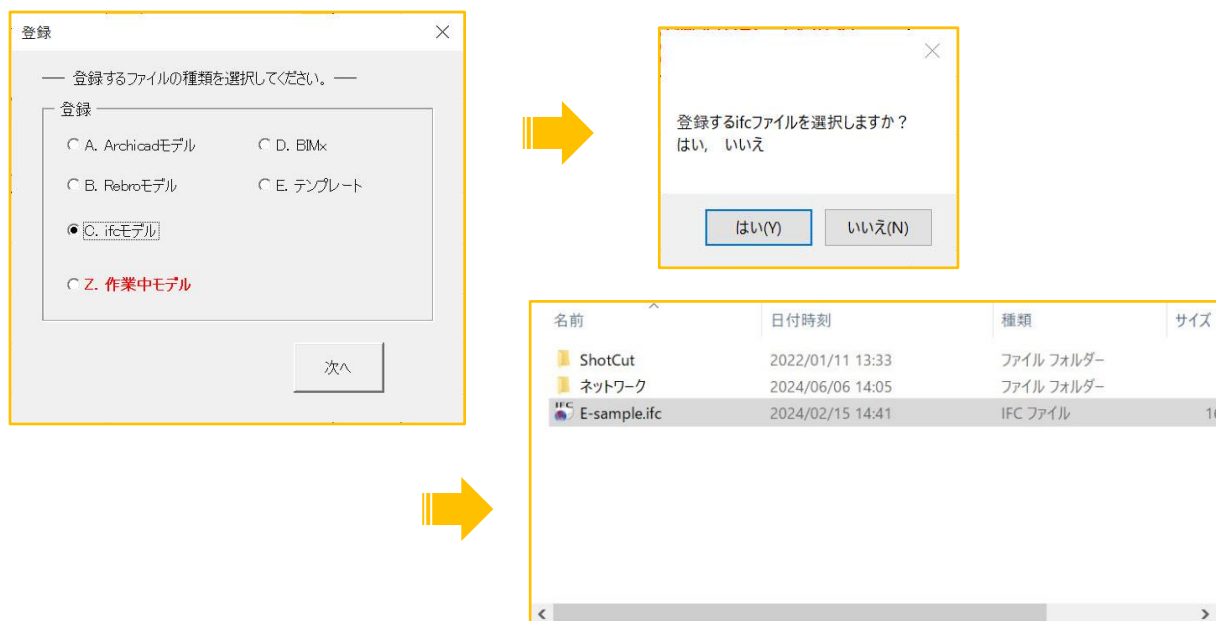 登録
登録するファイルの種類を選択してください。
登録
A. Archicadモデル
D. BIMx
B. Rebroモデル
E. テンプレート
C. ifcモデル
Z. 作業中モデル
次へ
登録するifcファイルを選択しますか？
はい, いいえ
はい(Y) いいえ(N)
名前 日付時刻 種類 サイズ
ShotCut 2022/01/11 13:33 ファイル フォルダー
ネットワーク 2024/06/06 14:05 ファイル フォルダー
IFC
E-sample.ifc 2024/02/15 14:41 IFC ファイル